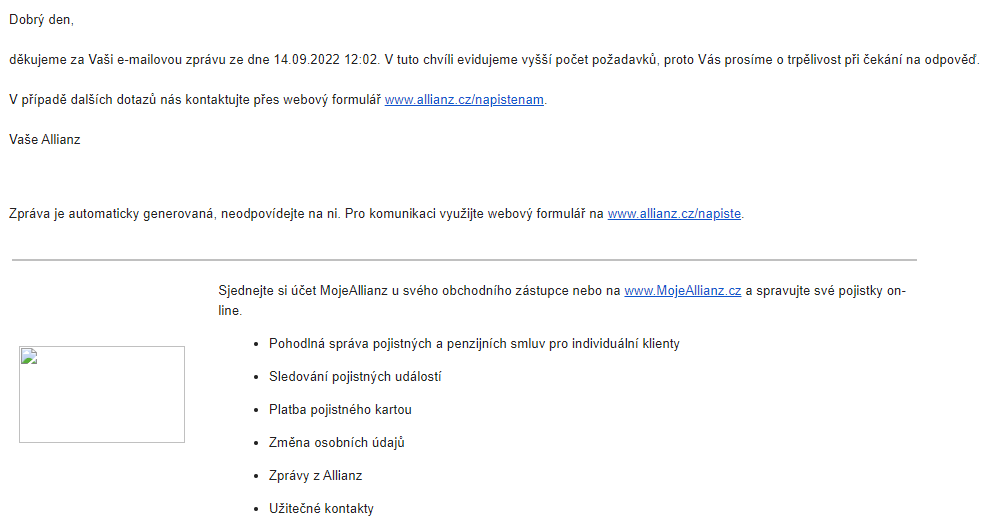 Dobrý den,
děkujeme za Vaši e-mailovou zprávu ze dne 14.09.2022 12:02. V tuto chvíli evidujeme vyšší počet požadavků, proto Vás prosíme o trpělivost při čekání na odpověď.
V případě dalších dotazů nás kontaktujte přes webový formulář www.allianz.cz/napistenam.
Vaše Allianz
Zpráva je automaticky generovaná, neodpovídejte na ni. Pro komunikaci využijte webový formulář na www.allianz.cz/napiste.
Sjednejte si účet MojeAllianz u svého obchodního zástupce nebo na www.MojeAllianz.cz a spravujte své pojistky on-
line.
• Pohodlná správa pojistných a penzijních smluv pro individuální klienty
• Sledování pojistných událostí
• Platba pojistného kartou
• Změna osobních údajů
• Zprávy z Allianz
• Užitečné kontakty